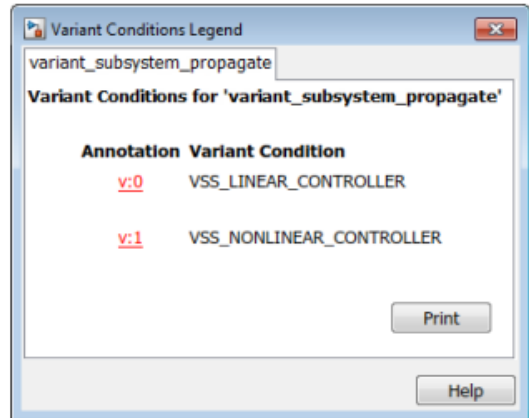 Variant Conditions Legend
variant_subsystem_propagate
Variant Conditions for 'variant_subsystem_propagate'
Annotation Variant Condition
v:0 VSS_LINEAR_CONTROLLER
v:1 VSS_NONLINEAR_CONTROLLER
Print
Help